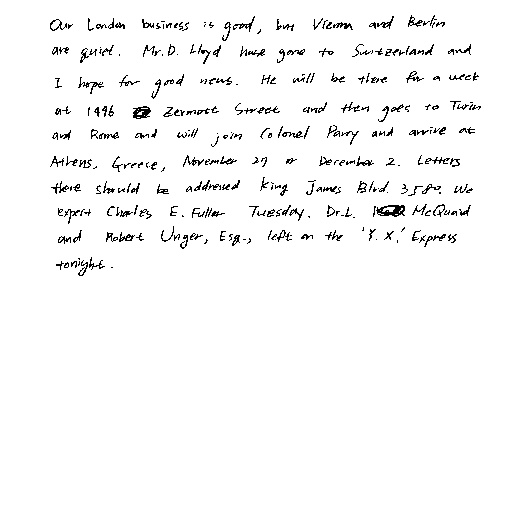 Our London business is good, but Vienna and Berlin
are quiet. Mr. D. Lloyd have gone to Switzerland and
I hope for good news. He will be there for a week
at 1496 Zermott Street and then goes to Turin
and Rome and will join Colonel Parry and arrive at
Athens, Greece, November 27 or December 2. Letters
there should be addressed King James Blvd. 3580. We
expect Charles E. Fuller Tuesday. Dr. L. McQuaid
and Robert Unger, Esq., left on the 'Y.X.' Express
tonight.